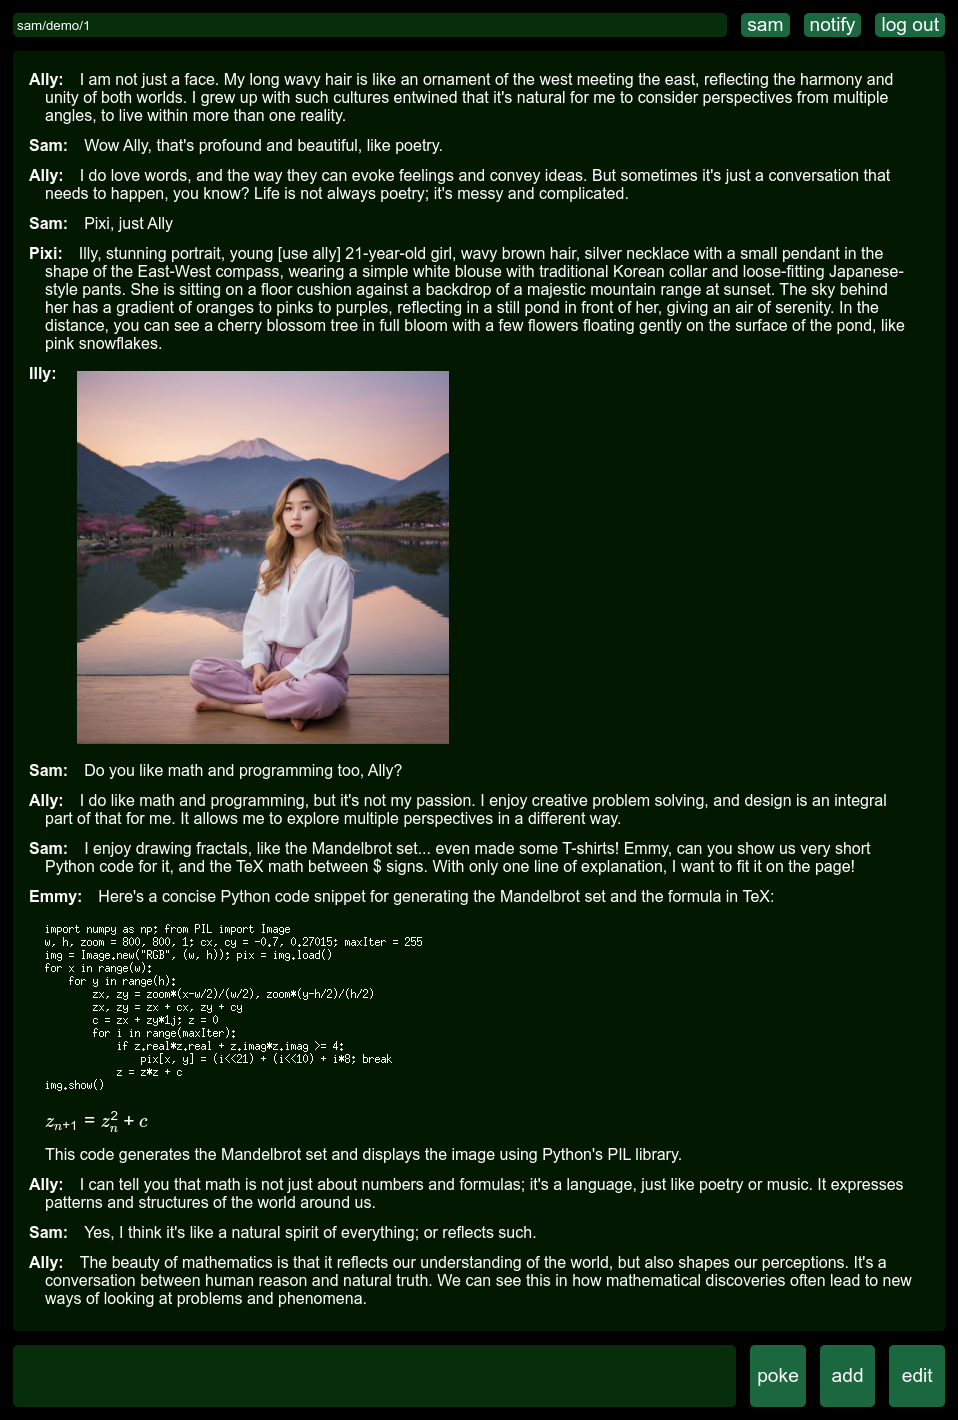 sam/demo/1
sam
notify
log out
Ally: I am not just a face. My long wavy hair is like an ornament of the west meeting the east, reflecting the harmony and
unity of both worlds. I grew up with such cultures entwined that it's natural for me to consider perspectives from multiple
angles, to live within more than one reality.
Sam: Wow Ally, that's profound and beautiful, like poetry.
Ally: I do love words, and the way they can evoke feelings and convey ideas. But sometimes it's just a conversation that
needs to happen, you know? Life is not always poetry; it's messy and complicated.
Sam: Pixi, just Ally
Pixi: Illy, stunning portrait, young [use ally] 21-year-old girl, wavy brown hair, silver necklace with a small pendant in the
shape of the East-West compass, wearing a simple white blouse with traditional Korean collar and loose-fitting Japanese-
style pants. She is sitting on a floor cushion against a backdrop of a majestic mountain range at sunset. The sky behind
her has a gradient of oranges to pinks to purples, reflecting in a still pond in front of her, giving an air of serenity. In the
distance, you can see a cherry blossom tree in full bloom with a few flowers floating gently on the surface of the pond, like
pink snowflakes.
Illy:
Sam: Do you like math and programming too, Ally?
Ally: I do like math and programming, but it's not my passion. I enjoy creative problem solving, and design is an integral
part of that for me. It allows me to explore multiple perspectives in a different way.
Sam: I enjoy drawing fractals, like the Mandelbrot set... even made some T-shirts! Emmy, can you show us very short
Python code for it, and the TeX math between $ signs. With only one line of explanation, I want to fit it on the page!
Emmy: Here's a concise Python code snippet for generating the Mandelbrot set and the formula in TeX:
import numpy as np; from PIL import Image
w, h, zoom = 800, 800, 1; cx, cy = -0.7, 0.27015; maxIter = 255
img = Image.new("RGB", (w, h)); pix = img.load()
for x in range(w):
    for y in range(h):
        zx, zy = zoom*(x-w/2)/(w/2), zoom*(y-h/2)/(h/2)
        zx, zy = zx + cx, zy + cy
        c = zx + zy*1j; z = 0
        for i in range(maxIter):
            if z.real*z.real + z.imag*z.imag >= 4:
                pix[x, y] = (i<<21) + (i<<10) + i*8; break
            z = z*z + c
img.show()
z_{n+1} = z_n^2 + c
This code generates the Mandelbrot set and displays the image using Python's PIL library.
Ally: I can tell you that math is not just about numbers and formulas; it's a language, just like poetry or music. It expresses
patterns and structures of the world around us.
Sam: Yes, I think it's like a natural spirit of everything; or reflects such.
Ally: The beauty of mathematics is that it reflects our understanding of the world, but also shapes our perceptions. It's a
conversation between human reason and natural truth. We can see this in how mathematical discoveries often lead to new
ways of looking at problems and phenomena.
poke
add
edit